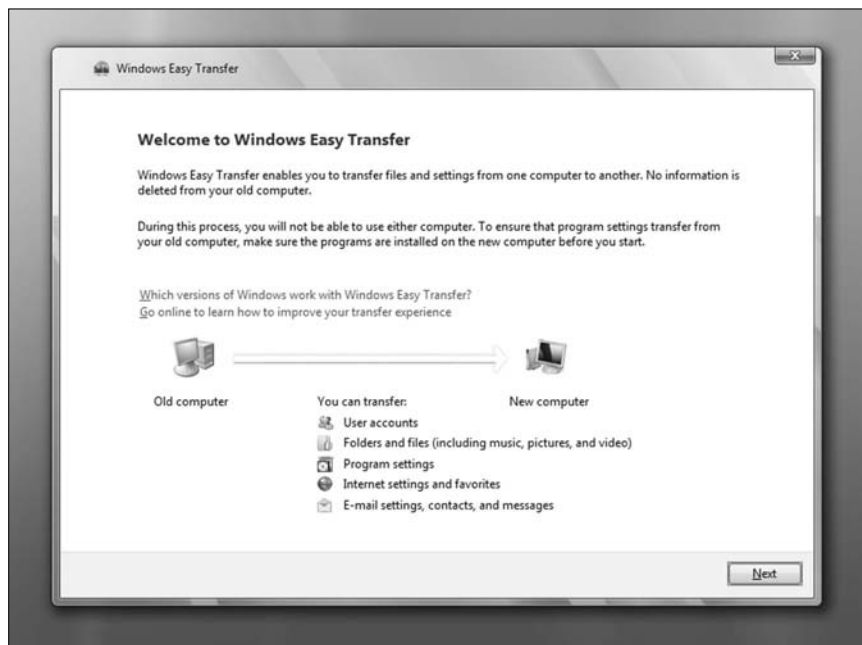 Windows Easy Transfer
Welcome to Windows Easy Transfer
Windows Easy Transfer enables you to transfer files and settings from one computer to another. No information is
deleted from your old computer.
During this process, you will not be able to use either computer. To ensure that program settings transfer from
your old computer, make sure the programs are installed on the new computer before you start.
Which versions of Windows work with Windows Easy Transfer?
Go online to learn how to improve your transfer experience
Old computer
You can transfer:
New computer
User accounts
Folders and files (including music, pictures, and video)
Program settings
Internet settings and favorites
E-mail settings, contacts, and messages
Next